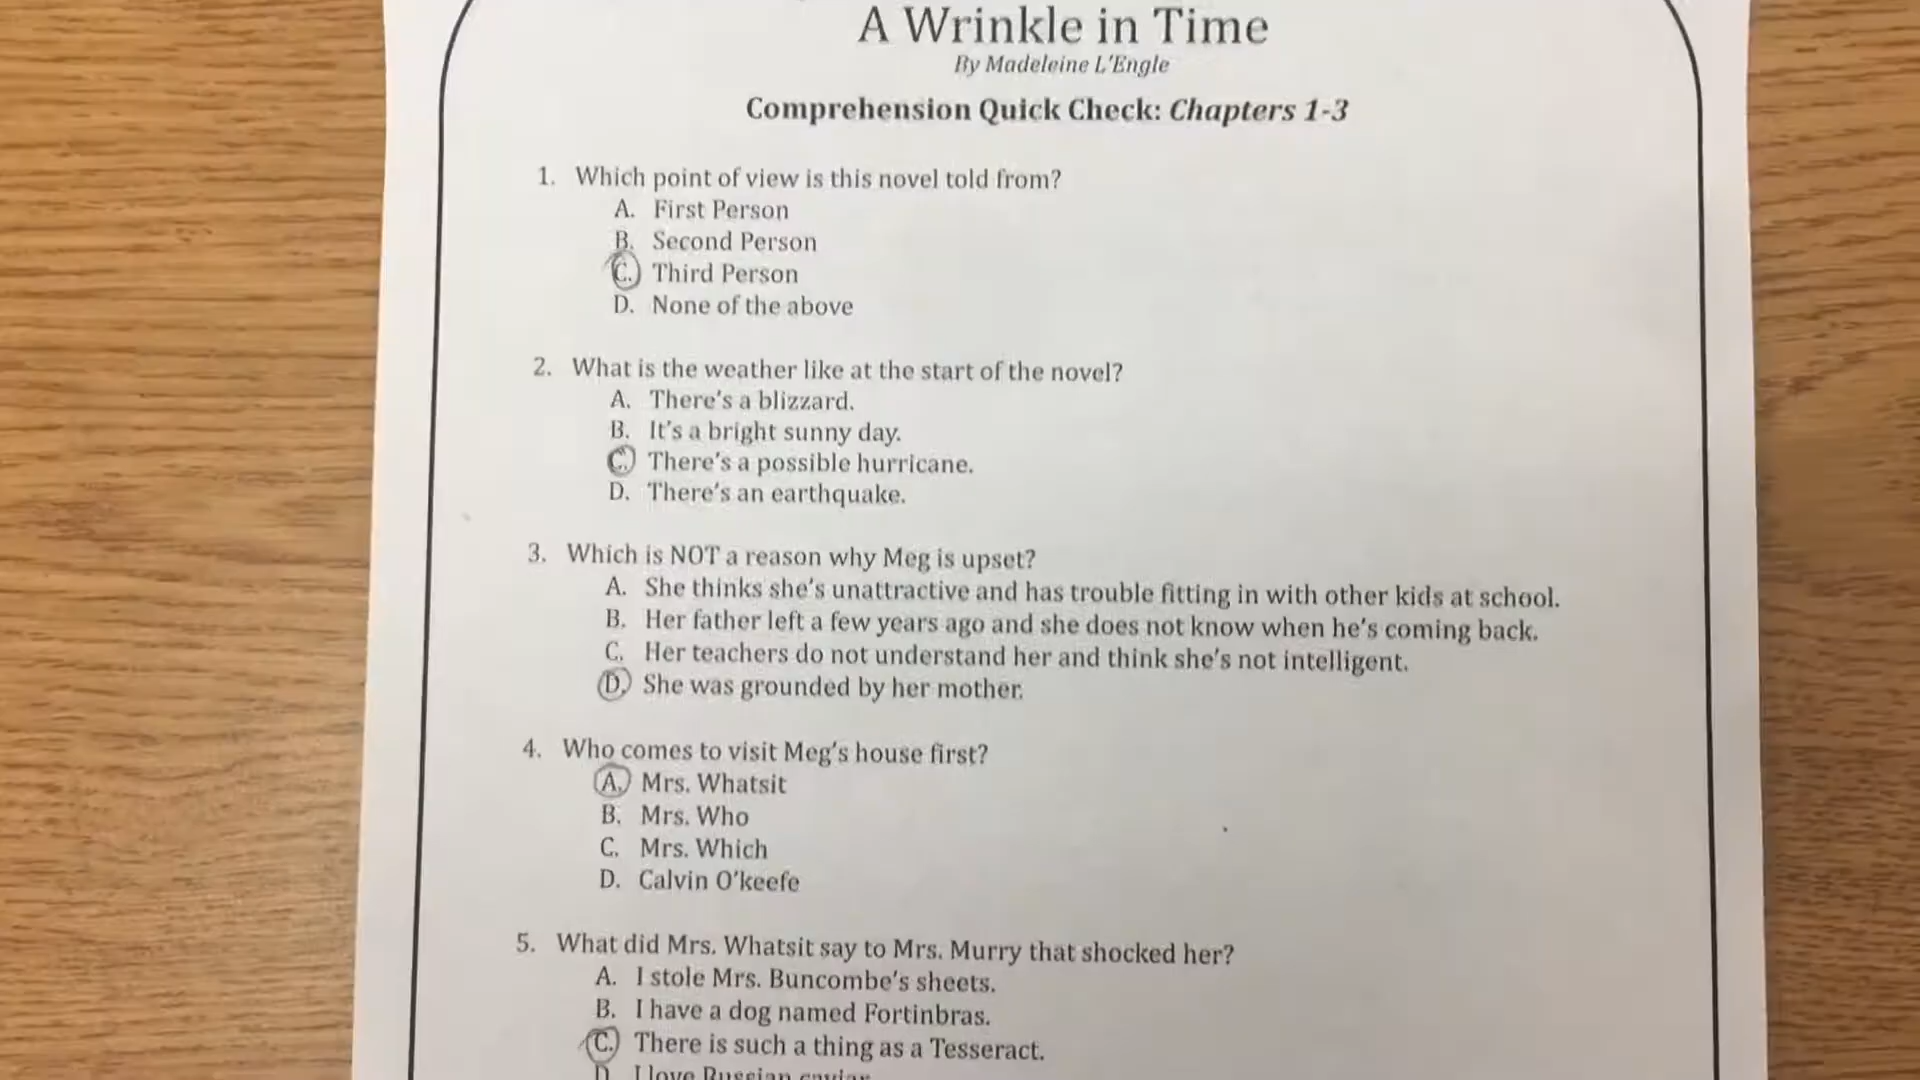 A Wrinkle in Time
By Madeleine L'Engle
Comprehension Quick Check: Chapters 1-3
1. Which point of view is this novel told from?
A. First Person
B. Second Person
C. Third Person
D. None of the above
2. What is the weather like at the start of the novel?
A. There's a blizzard.
B. It's a bright sunny day.
C. There's a possible hurricane.
D. There's an earthquake.
3. Which is NOT a reason why Meg is upset?
A. She thinks she's unattractive and has trouble fitting in with other kids at school.
B. Her father left a few years ago and she does not know when he's coming back.
C. Her teachers do not understand her and think she's not intelligent.
D. She was grounded by her mother.
4. Who comes to visit Meg's house first?
A. Mrs. Whatsit
B. Mrs. Who
C. Mrs. Which
D. Calvin O'keefe
5. What did Mrs. Whatsit say to Mrs. Murry that shocked her?
A. I stole Mrs. Buncombe's sheets.
B. I have a dog named Fortinbras.
C. There is such a thing as a Tesseract.
D. I love Russian caviar.